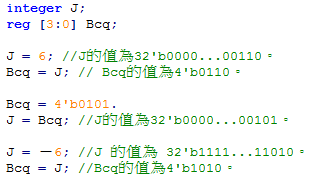 integer J;
reg [3:0] Bcq;
J = 6; //J的值為32'b0000...00110。
Bcq = J; // Bcq的值為4'b0110。
Bcq = 4'b0101.
J = Bcq; //J的值為32'b0000...00101。
J = －6; //J 的值為 32'b1111...11010。
Bcq = J; //Bcq的值為4'b1010。